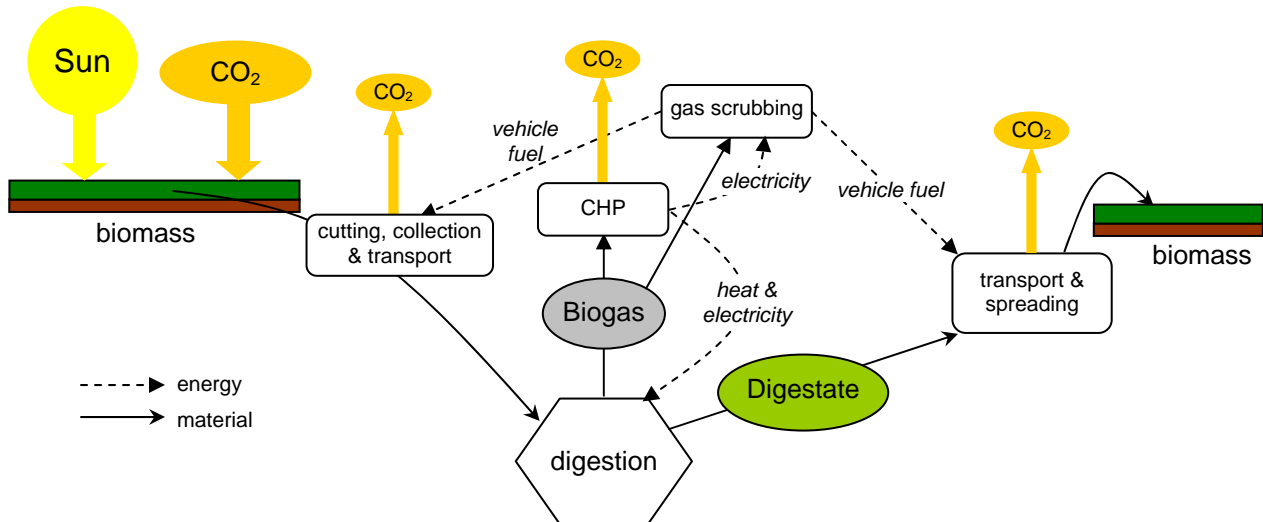 Sun
CO₂
CO₂
CO₂
gas scrubbing
CO₂
vehicle
fuel
electricity
vehicle fuel
CHP
biomass
cutting, collection
& transport
biomass
transport &
spreading
Biogas
heat &
electricity
energy
material
Digestate
digestion